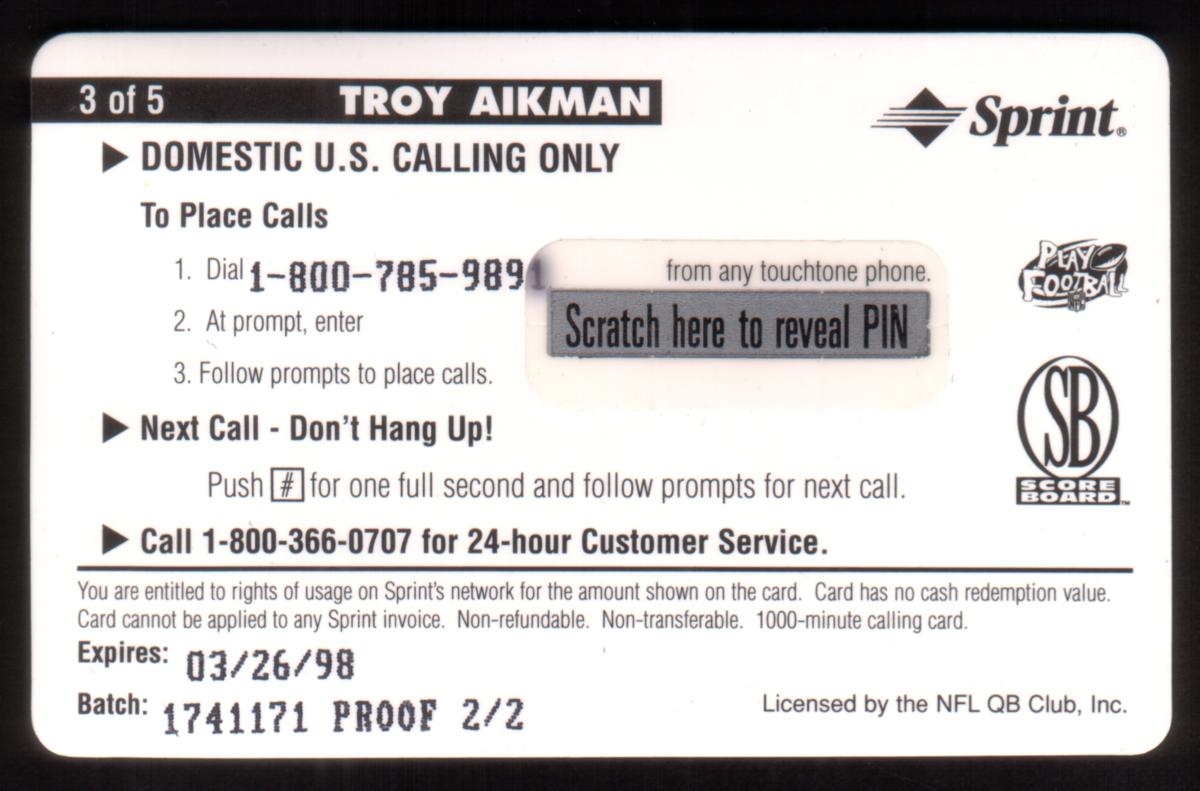 3 of 5 TROY AIKMAN
Sprint®
▶ DOMESTIC U.S. CALLING ONLY
To Place Calls
1. Dial 1-800-785-9891 from any touchtone phone.
2. At prompt, enter Scratch here to reveal PIN
3. Follow prompts to place calls.
PLAY FOOTBALL
NFL
▶ Next Call - Don't Hang Up!
Push # for one full second and follow prompts for next call.
SB
SCORE BOARD™
▶ Call 1-800-366-0707 for 24-hour Customer Service.
You are entitled to rights of usage on Sprint's network for the amount shown on the card. Card has no cash redemption value.
Card cannot be applied to any Sprint invoice. Non-refundable. Non-transferable. 1000-minute calling card.
Expires: 03/26/98
Batch: 1741171 PROOF 2/2
Licensed by the NFL QB Club, Inc.